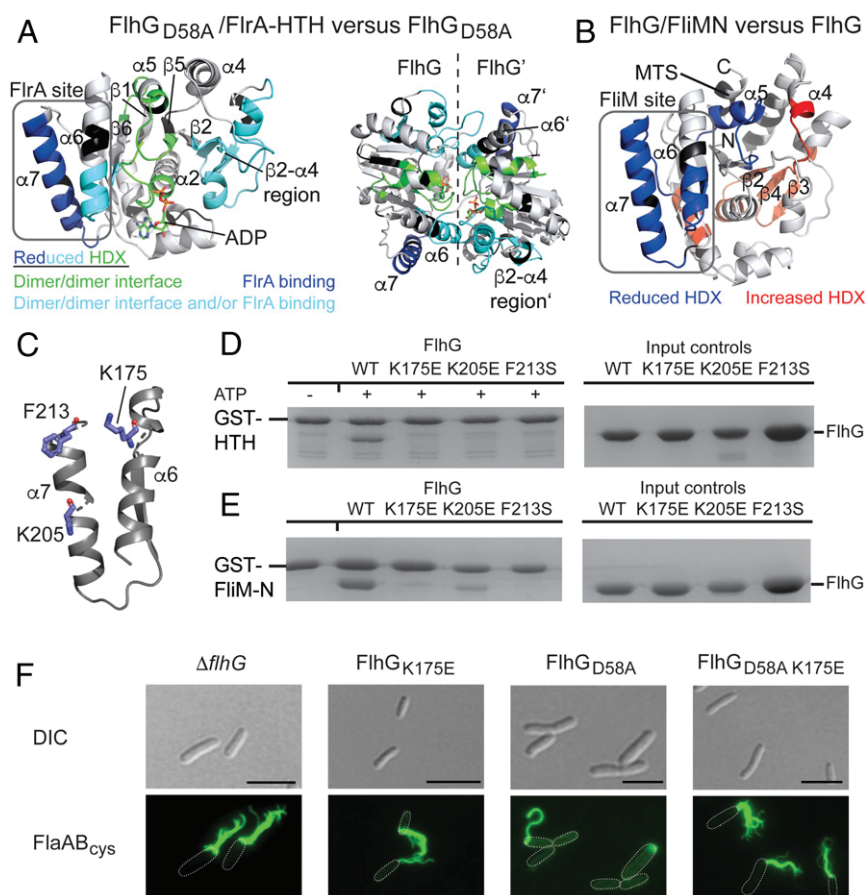 A FlhG D58A /FlrA-HTH versus FlhG D58A
FlrA site
β1
α5
β5
α4
α6
β6
β2
α7
α2
β2-α4
region
ADP
Reduced HDX
Dimer/dimer interface FlrA binding
Dimer/dimer interface and/or FlrA binding
FlhG FlhG'
α7‘
α6‘
α6
α7
β2-α4
region‘
B FlhG/FliMN versus FlhG
C
MTS
α5
α4
FliM site
α6
N
α7
β2
β4
β3
Reduced HDX Increased HDX
C
K175
F213
α7
α6
K205
D FlhG Input controls
WT K175E K205E F213S WT K175E K205E F213S
ATP - + + + +
GST-
HTH
FlhG
E FlhG Input controls
WT K175E K205E F213S WT K175E K205E F213S
GST-
FliM-N
FlhG
F ΔflhG FlhG K175E FlhG D58A FlhG D58A K175E
DIC
FlaAB cys